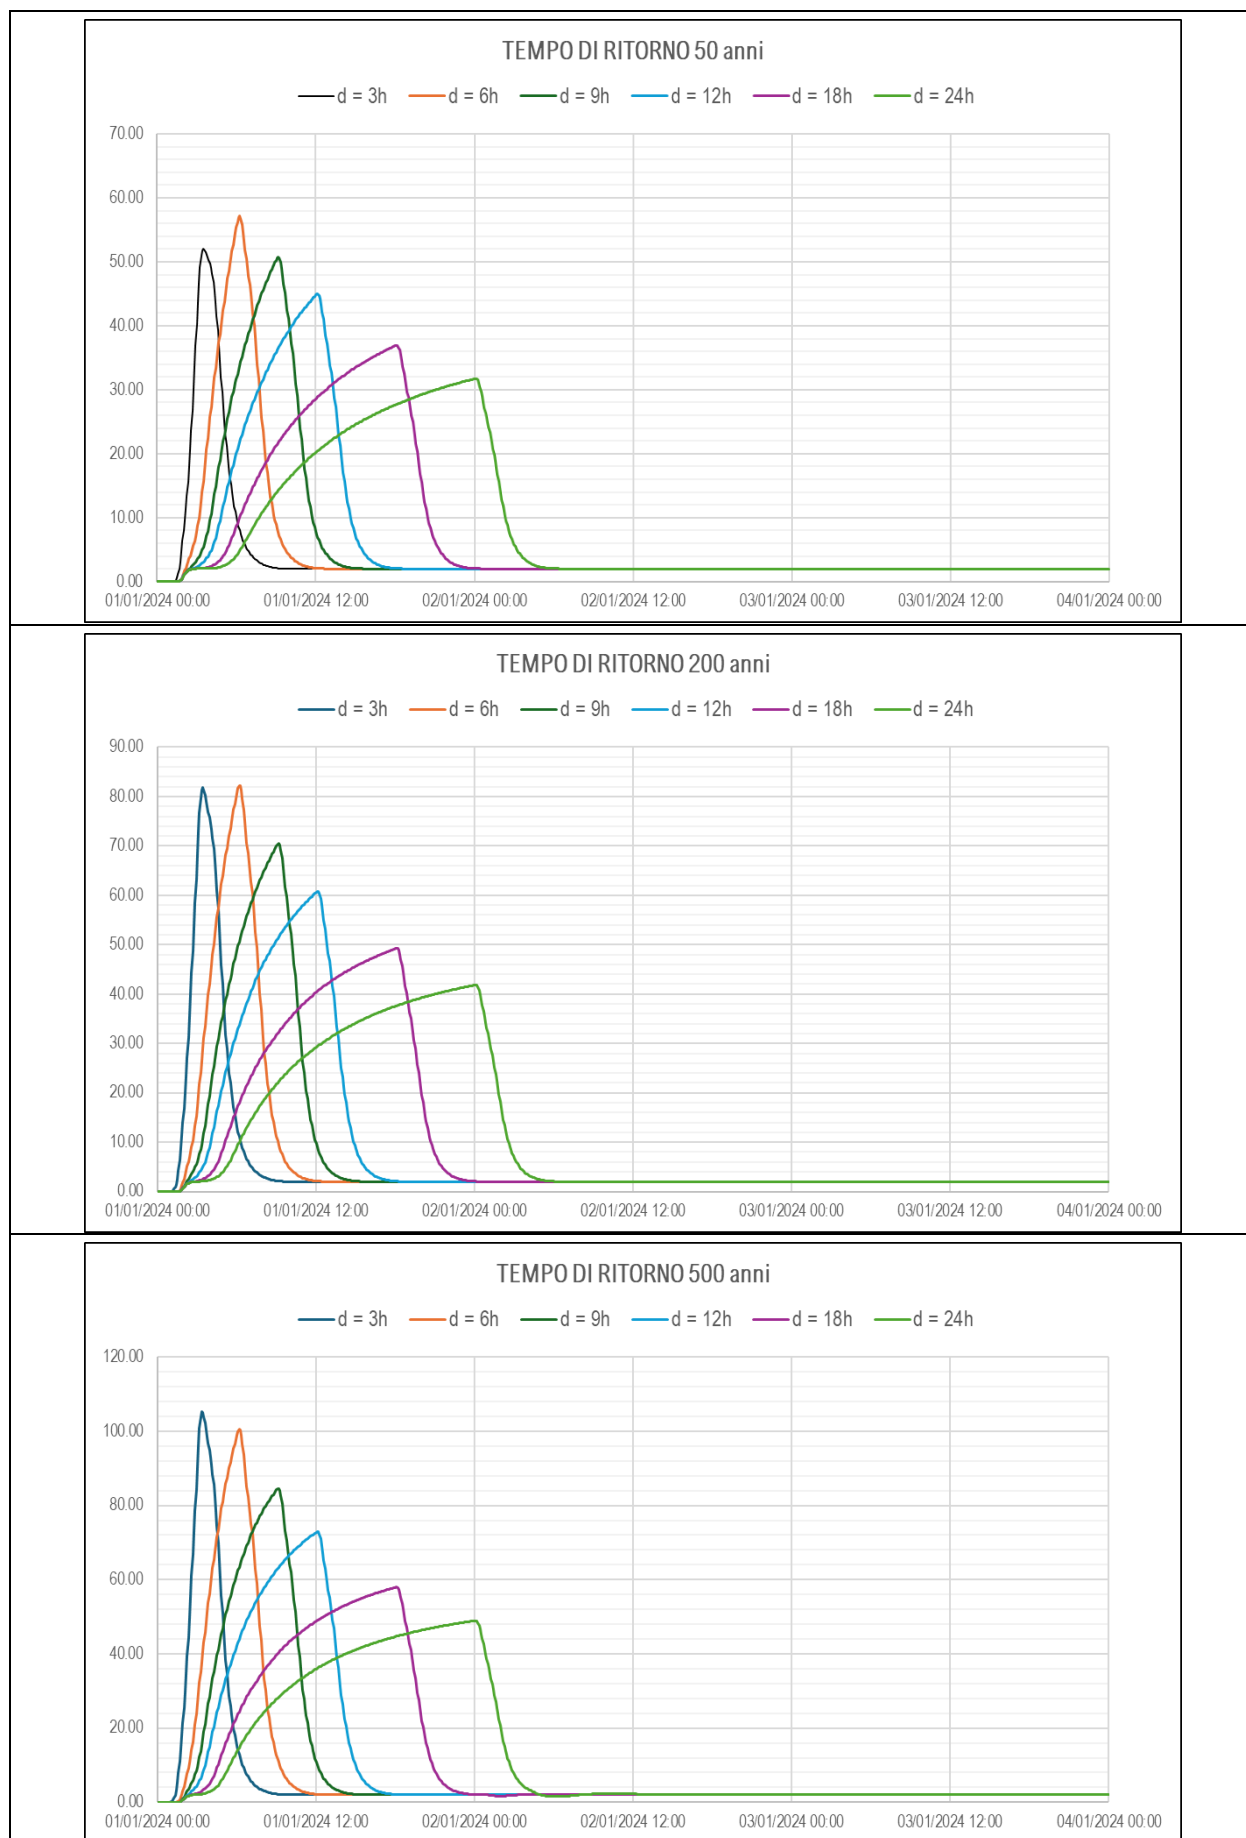 TEMPO DI RITORNO 50 anni
d = 3h d = 6h d = 9h d = 12h d = 18h d = 24h
70.00
60.00
50.00
40.00
30.00
20.00
10.00
0.00
01/01/2024 00:00 01/01/2024 12:00 02/01/2024 00:00 02/01/2024 12:00 03/01/2024 00:00 03/01/2024 12:00 04/01/2024 00:00
TEMPO DI RITORNO 200 anni
d = 3h d = 6h d = 9h d = 12h d = 18h d = 24h
90.00
80.00
70.00
60.00
50.00
40.00
30.00
20.00
10.00
0.00
01/01/2024 00:00 01/01/2024 12:00 02/01/2024 00:00 02/01/2024 12:00 03/01/2024 00:00 03/01/2024 12:00 04/01/2024 00:00
TEMPO DI RITORNO 500 anni
d = 3h d = 6h d = 9h d = 12h d = 18h d = 24h
120.00
100.00
80.00
60.00
40.00
20.00
0.00
01/01/2024 00:00 01/01/2024 12:00 02/01/2024 00:00 02/01/2024 12:00 03/01/2024 00:00 03/01/2024 12:00 04/01/2024 00:00